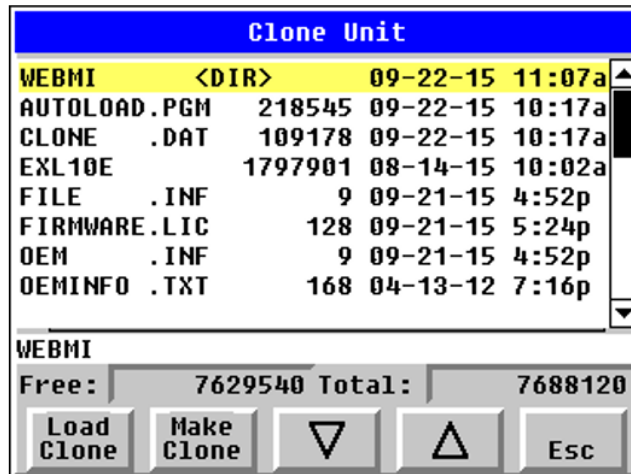 Clone Unit
WEBMI <DIR> 09-22-15 11:07a
AUTOLOAD.PGM 218545 09-22-15 10:17a
CLONE .DAT 109178 09-22-15 10:17a
EXL10E 1797901 08-14-15 10:02a
FILE .INF 9 09-21-15 4:52p
FIRMWARE.LIC 128 09-21-15 5:24p
OEM .INF 9 09-21-15 4:52p
OEMINFO .TXT 168 04-13-12 7:16p
WEBMI
Free: 7629540 Total: 7688120
Load Clone Make Clone Esc